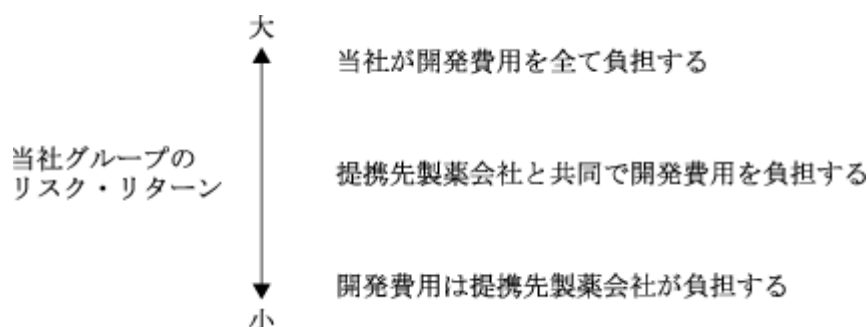 大
当社が開発費用を全て負担する
当社グループの
リスク・リターン
提携先製薬会社と共同で開発費用を負担する
開発費用は提携先製薬会社が負担する
小